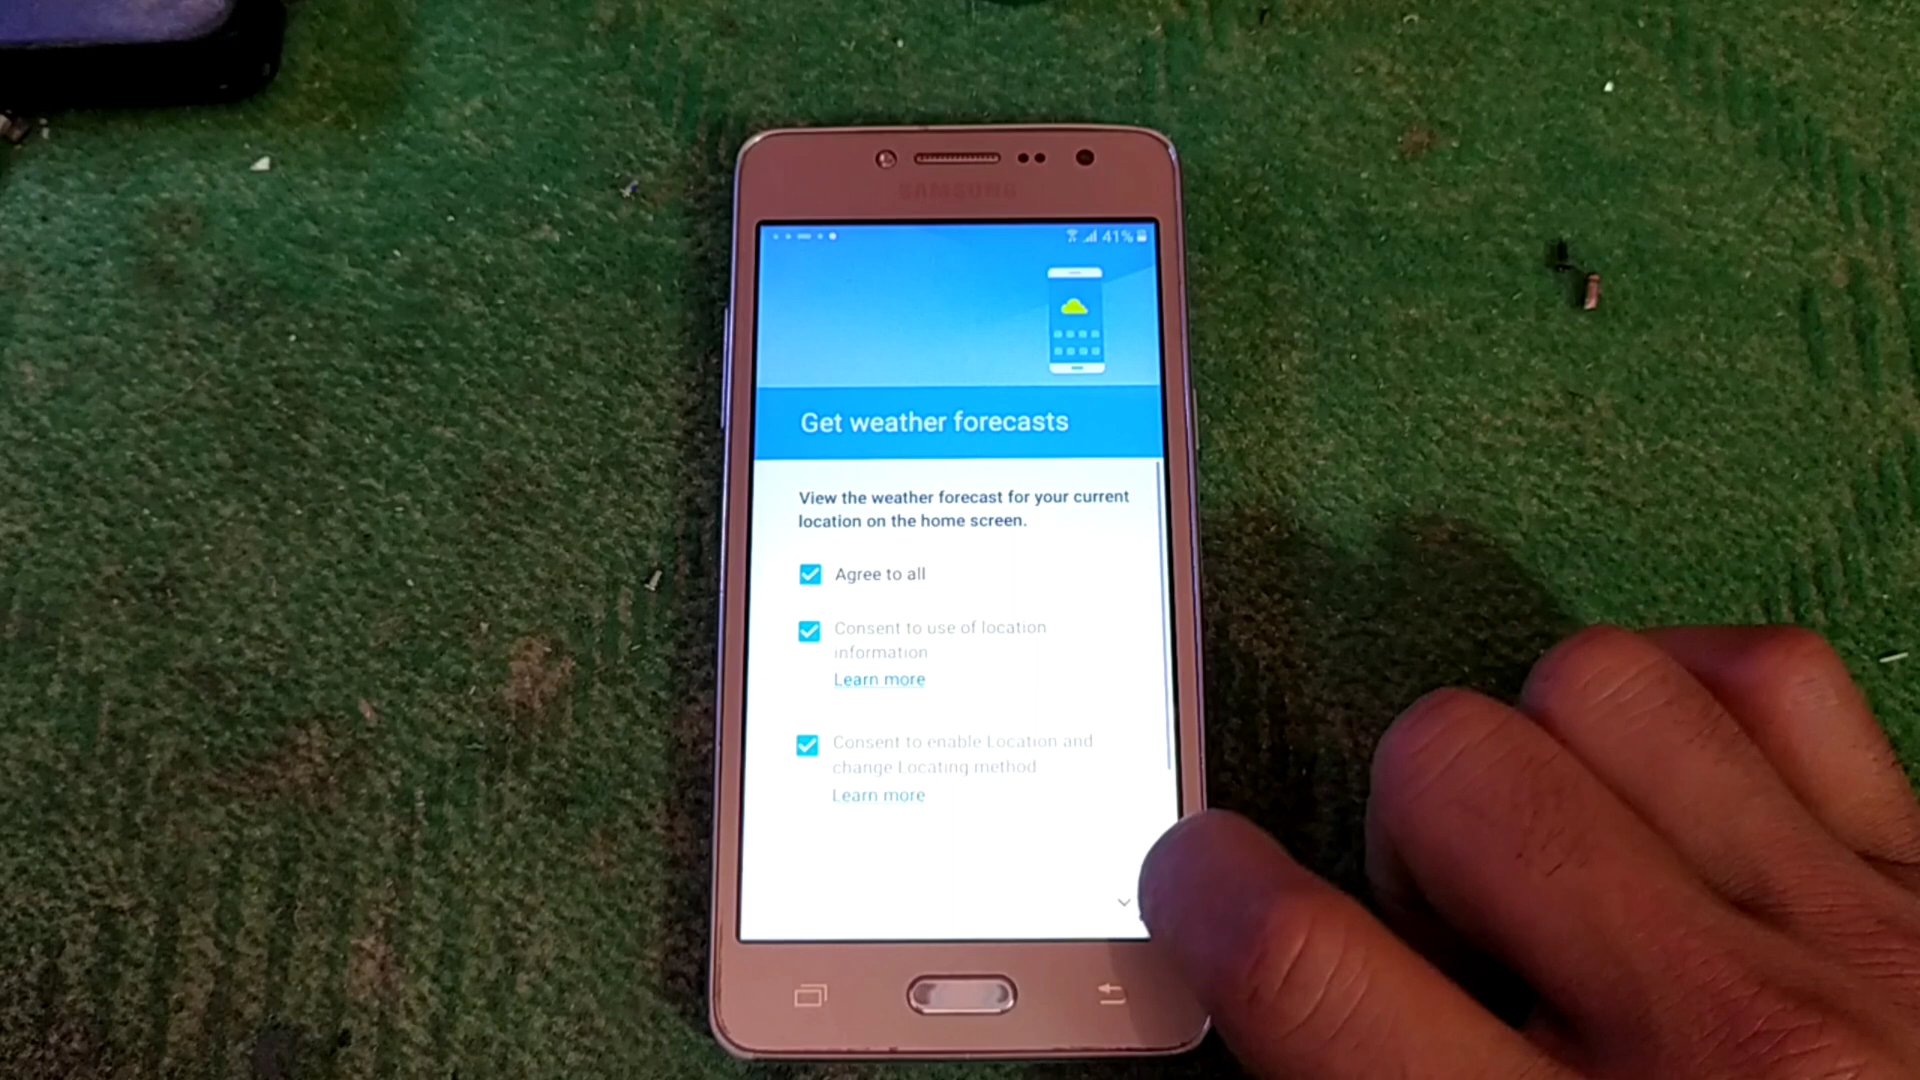 SAMSUNG
41%
Get weather forecasts
View the weather forecast for your current
location on the home screen.
Agree to all
Consent to use of location
information
Learn more
Consent to enable Location and
change Locating method
Learn more